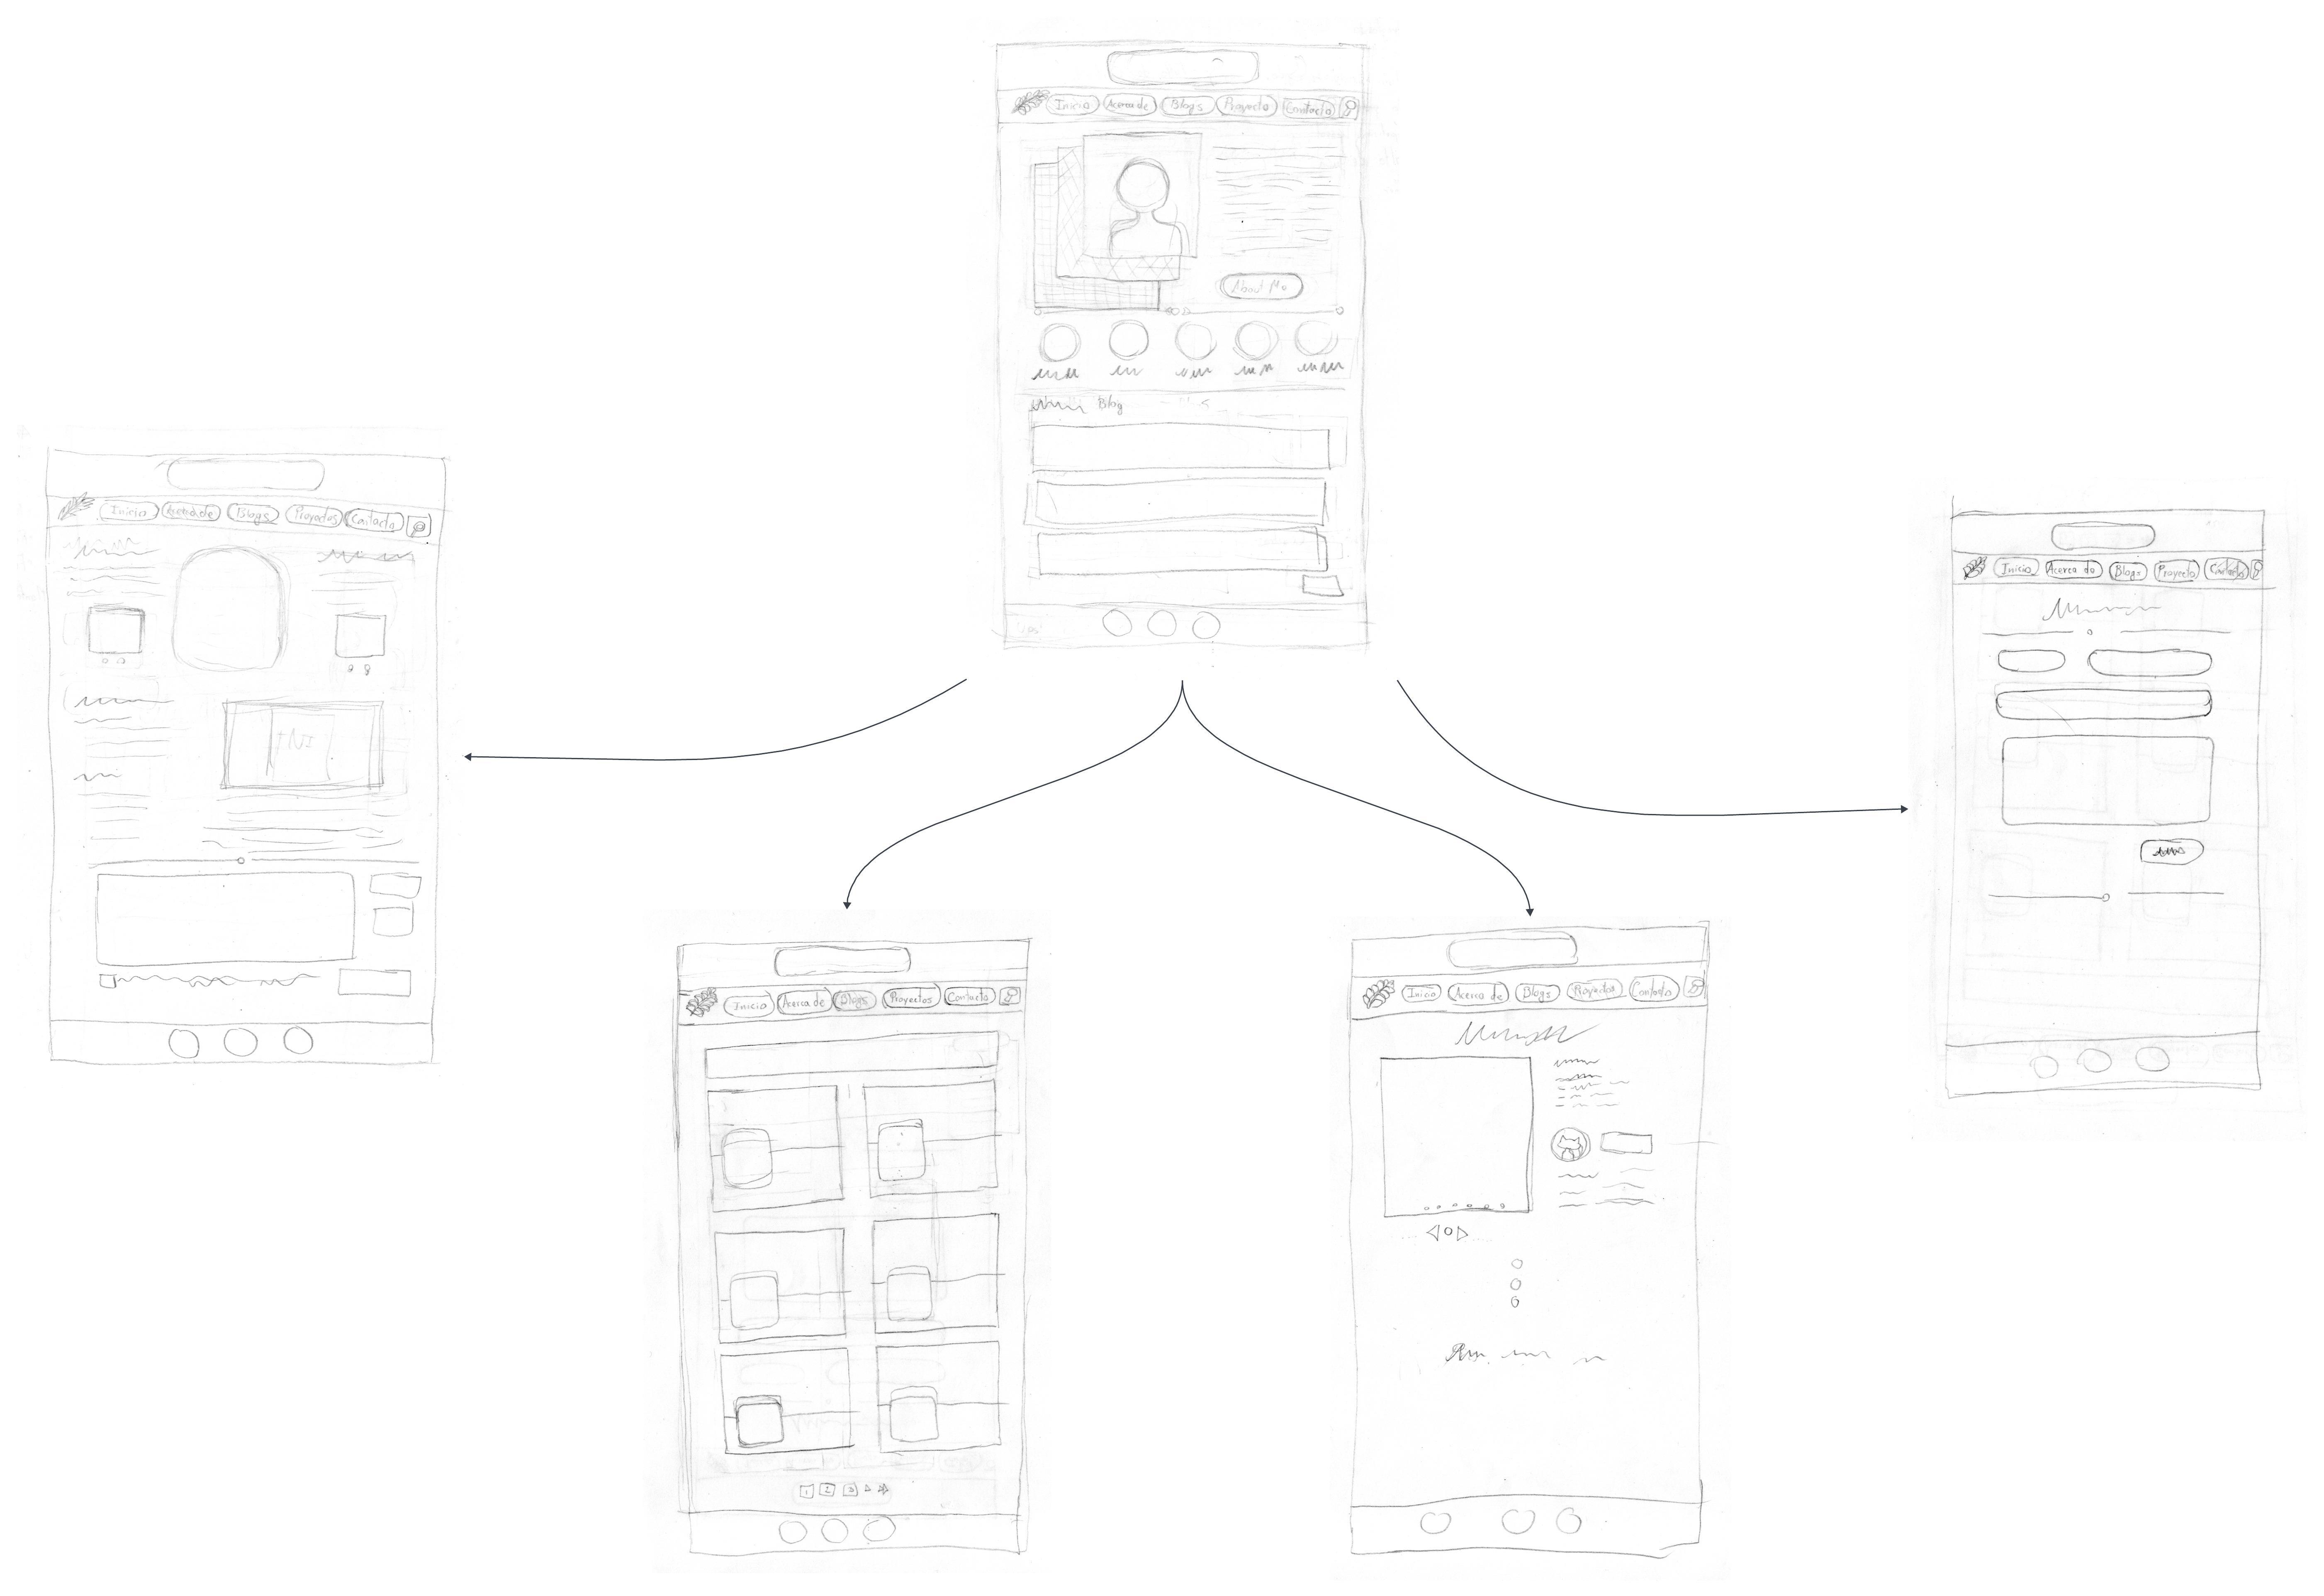 Inicio Acerca de Blogs Proyecto Contacto
About Me
Blog
Inicio Acerca de Blogs Proyectos Contacto
Inicio Acerca de Blogs Proyecto Contacto
Inicio Acerca de Blogs Proyectos Contacto
1 2 3
Inicio Acerca de Blogs Proyectos Contacto